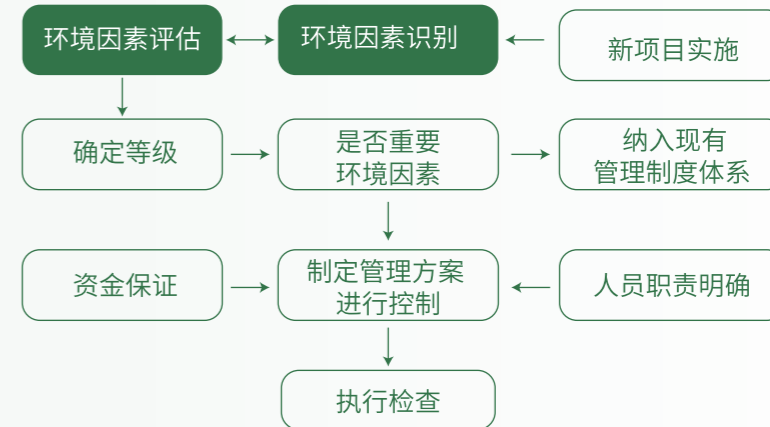 环境因素评估
环境因素识别
新项目实施
确定等级
是否重要
环境因素
纳入现有
管理制度体系
资金保证
制定管理方案
进行控制
人员职责明确
执行检查